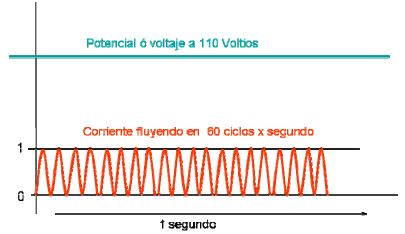 Potencial ó voltaje a 110 Voltios
Corriente fluyendo en 60 ciclos x segundo
1
0
1 segundo